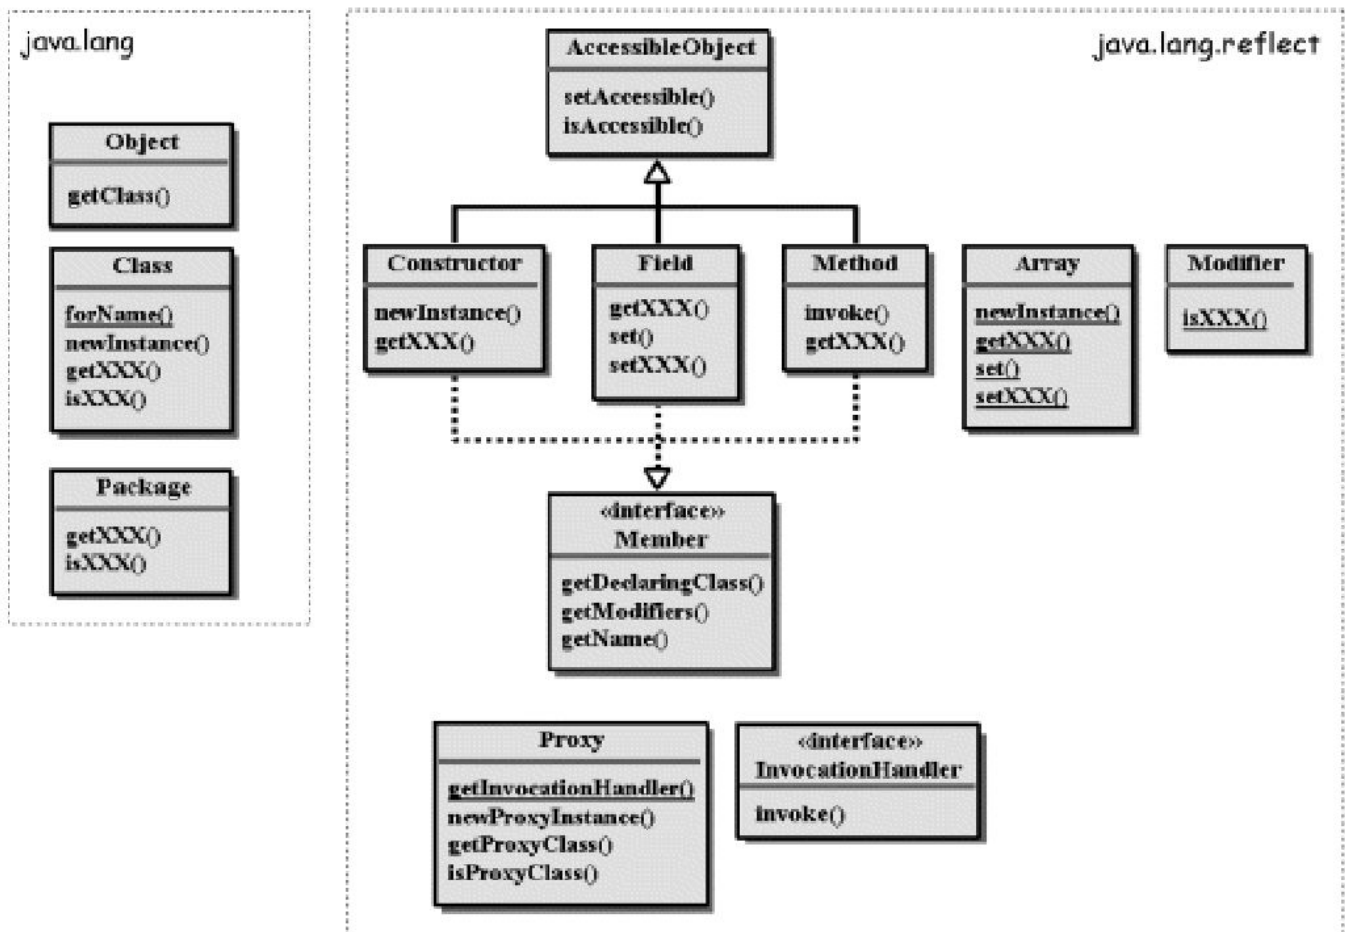 java.lang
Object
getClass()
Class
forName()
newInstance()
getXXX()
isXXX()
Package
getXXX()
isXXX()
java.lang.reflect
AccessibleObject
setAccessible()
isAccessible()
Constructor
newInstance()
getXXX()
Field
getXXX()
set()
setXXX()
Method
invoke()
getXXX()
Array
newInstance()
getXXX()
set()
setXXX()
Modifier
isXXX()
«interface»
Member
getDeclaringClass()
getModifiers()
getName()
Proxy
getInvocationHandler()
newProxyInstance()
getProxyClass()
isProxyClass()
«interface»
InvocationHandler
invoke()